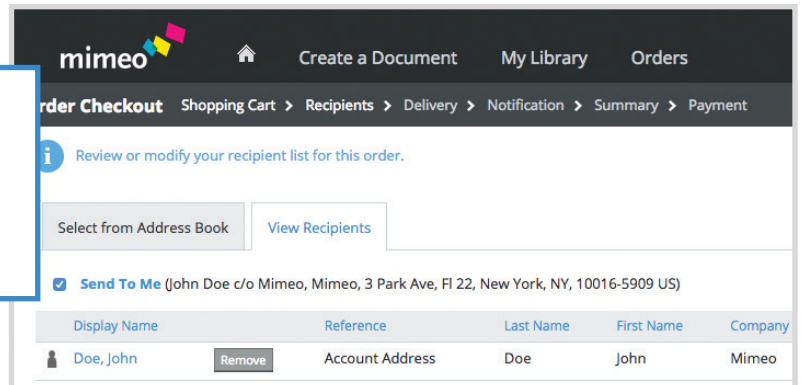 mimeo Create a Document My Library Orders
rder Checkout Shopping Cart > Recipients > Delivery > Notification > Summary > Payment
i Review or modify your recipient list for this order.
Select from Address Book View Recipients
Send To Me (John Doe c/o Mimeo, Mimeo, 3 Park Ave, Fl 22, New York, NY, 10016-5909 US)
Display Name Reference Last Name First Name Company
Doe, John Remove Account Address Doe John Mimeo